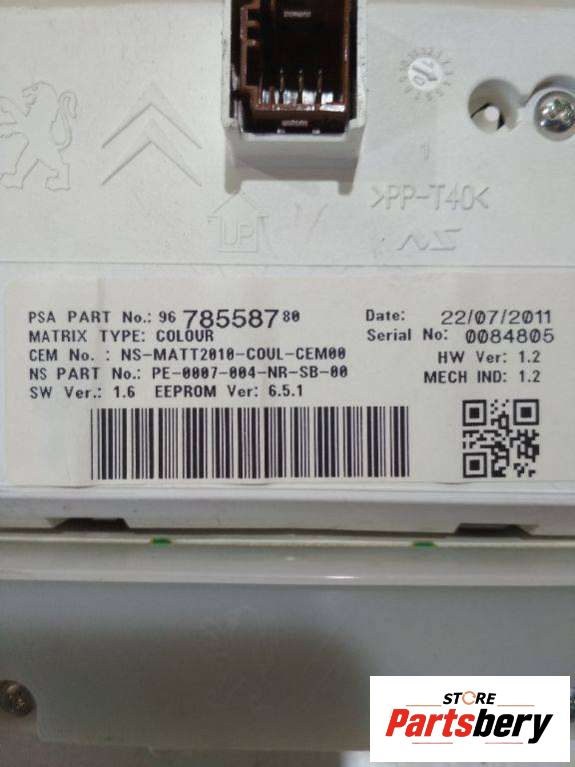 1
>PP-T40<
UP
PSA PART No.: 96 785587 80
MATRIX TYPE: COLOUR
CEM No. : NS-MATT2010-COUL-CEM00
NS PART No.: PE-0007-004-NR-SB-00
SW Ver.: 1.6 EEPROM Ver: 6.5.1
Date: 22/07/2011
Serial No: 0084805
HW Ver: 1.2
MECH IND: 1.2
STORE
Partsbery